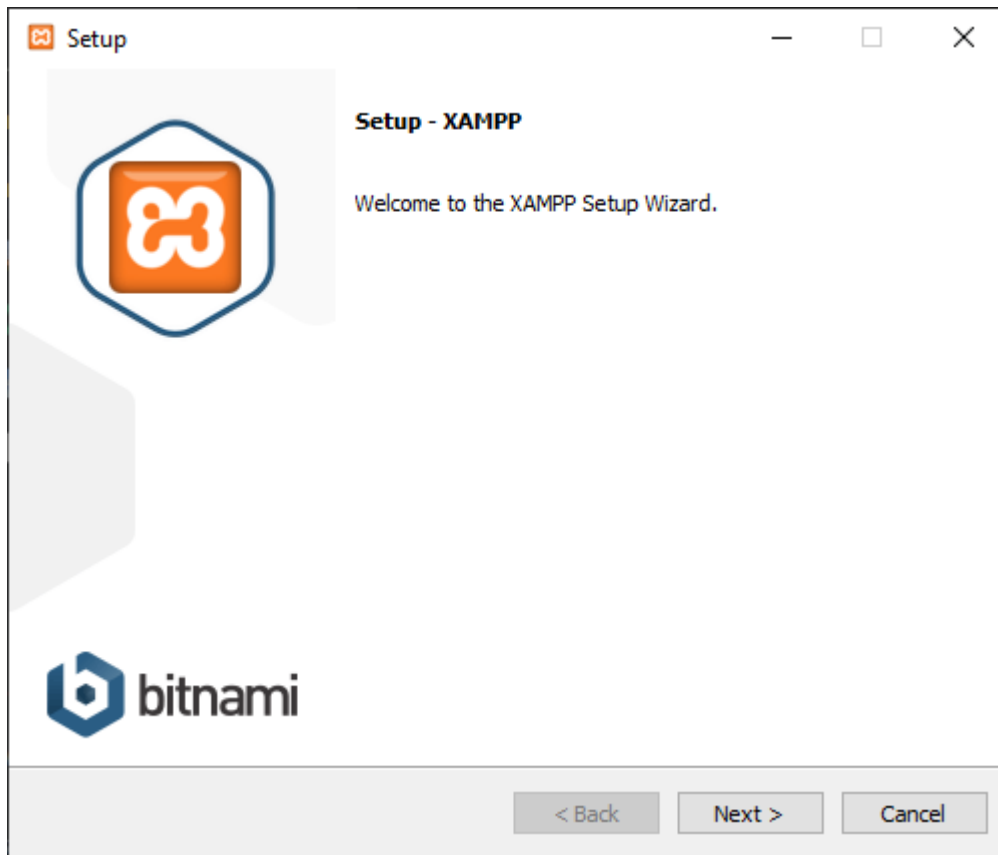 Setup
Setup - XAMPP
Welcome to the XAMPP Setup Wizard.
bitnami
< Back
Next >
Cancel